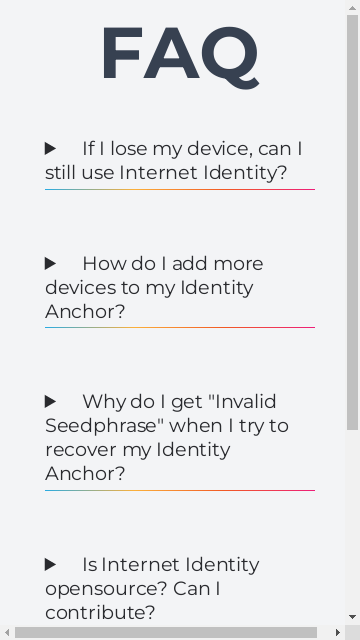 FAQ
If I lose my device, can I
still use Internet Identity?
How do I add more
devices to my Identity
Anchor?
Why do I get "Invalid
Seedphrase" when I try to
recover my Identity
Anchor?
Is Internet Identity
opensource? Can I
contribute?